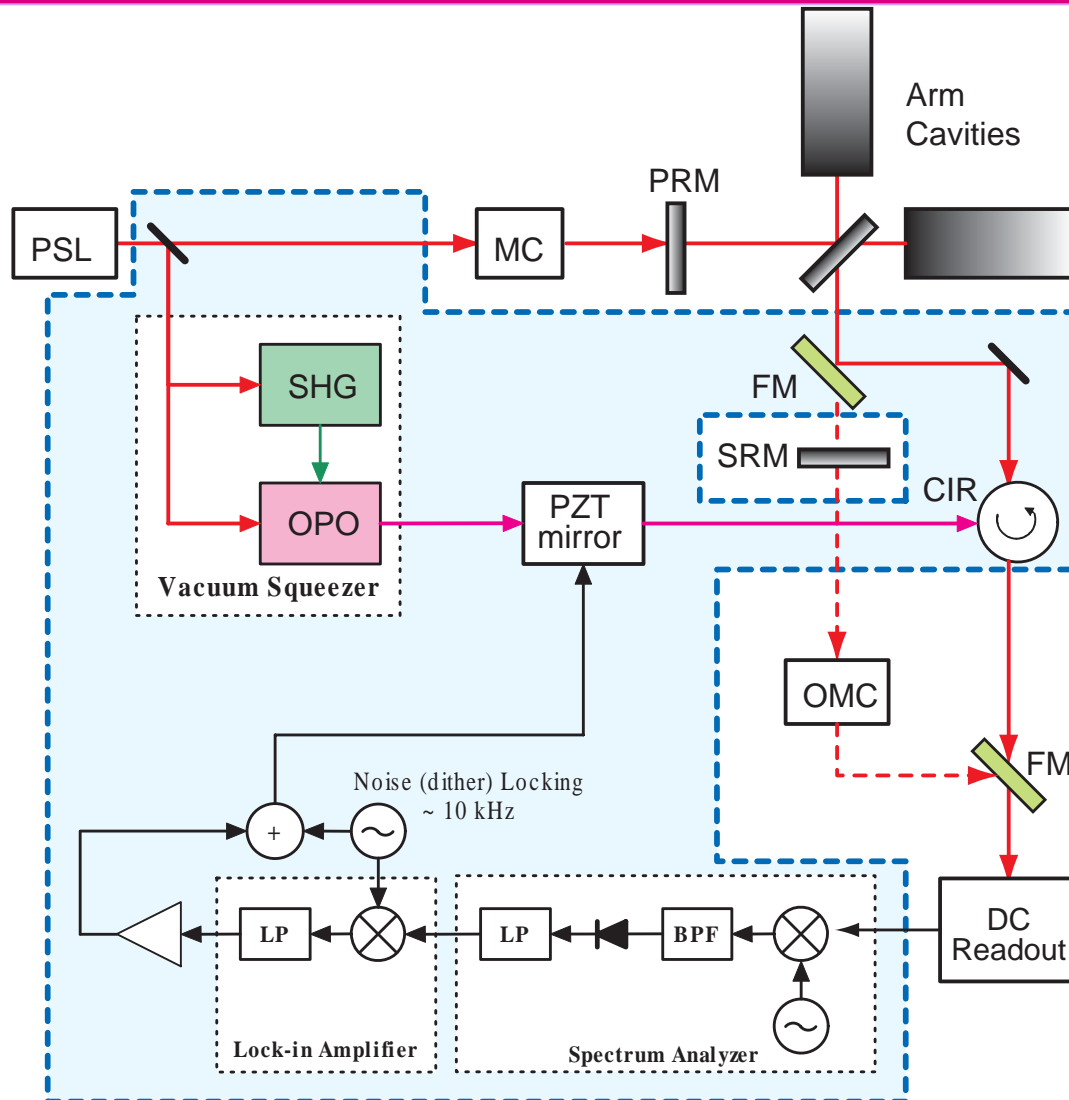 Arm
Cavities
PRM
PSL
MC
SHG
FM
SRM
CIR
OPO
PZT
mirror
Vacuum Squeezer
OMC
FM
Noise (dither) Locking
~ 10 kHz
+
LP
LP
BPF
DC
Readout
Lock-in Amplifier
Spectrum Analyzer